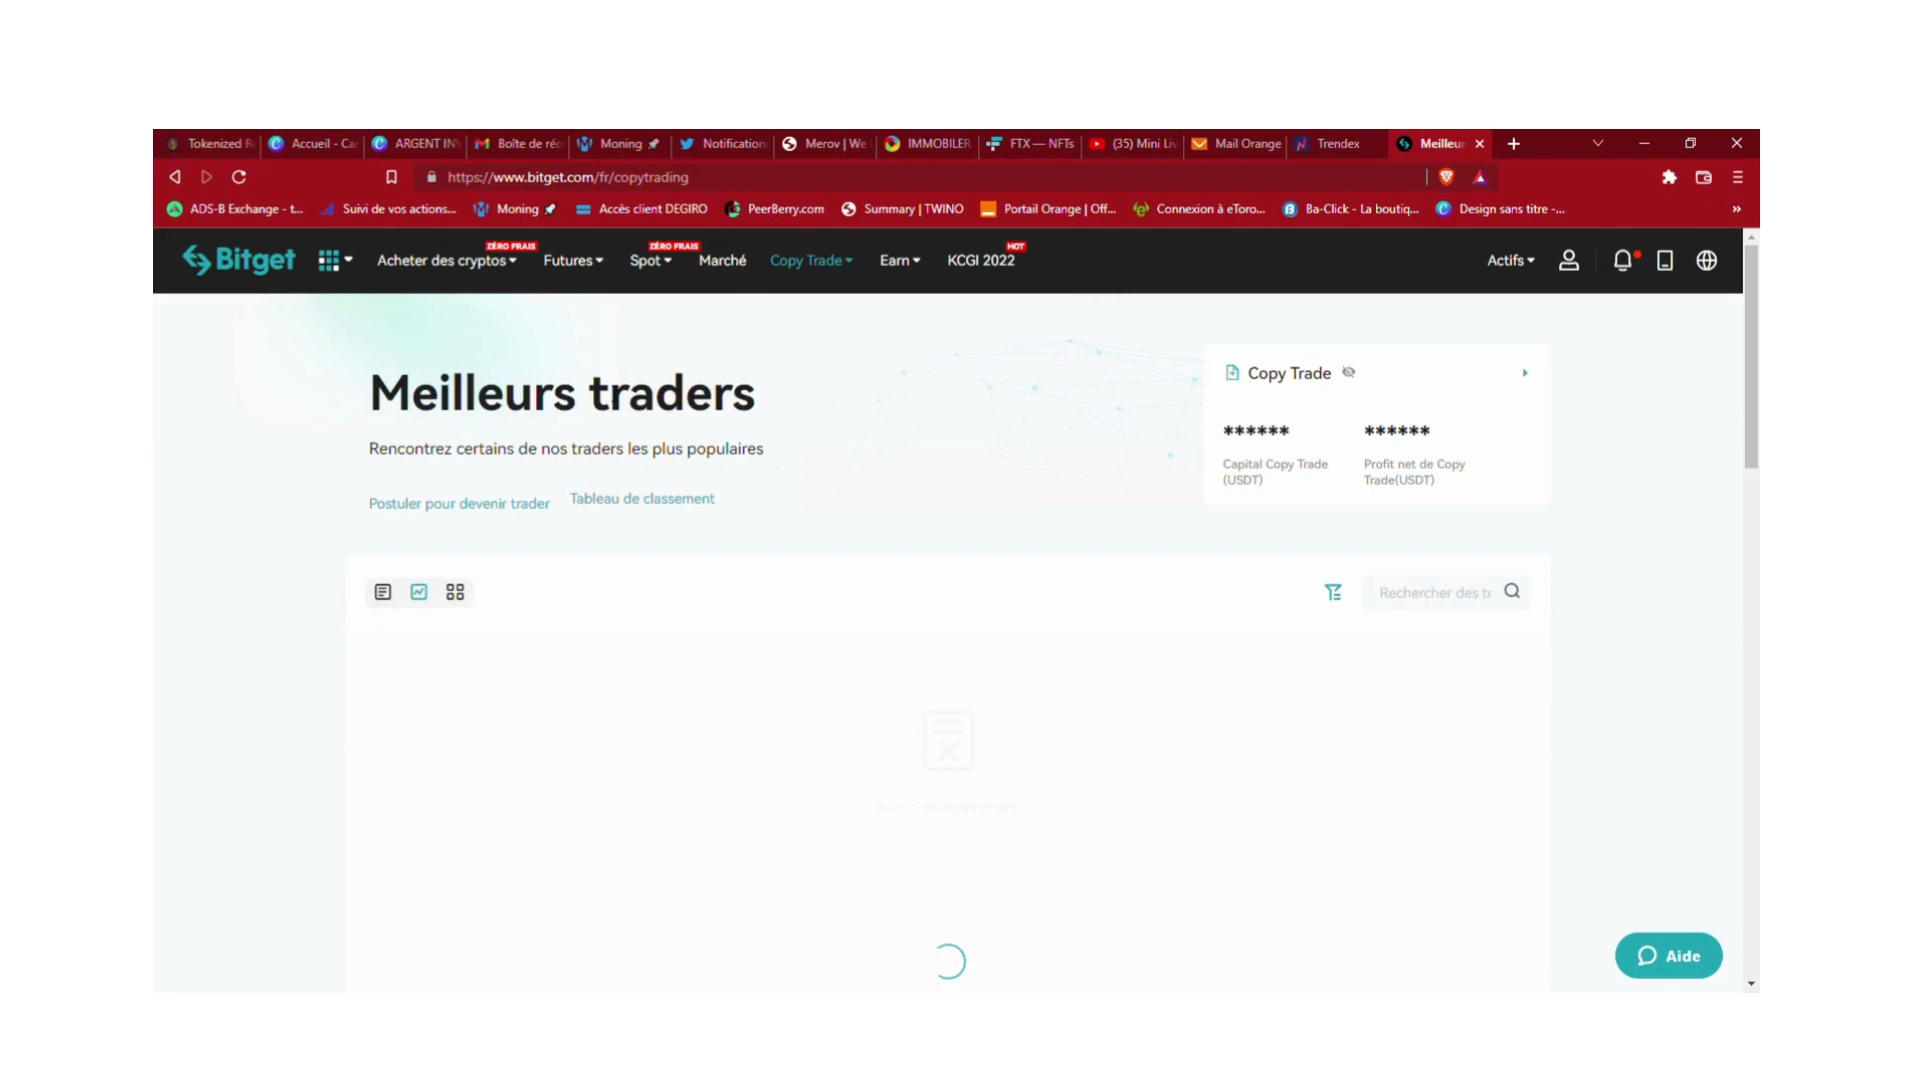 Tokenized R
Accueil - Ca
ARGENT IN
Boîte de réc
Moning
Notification
Merov | We
IMMOBILER
FTX — NFTs
(35) Mini Liv
Mail Orange
Trendex
Meilleur
https://www.bitget.com/fr/copytrading
ADS-B Exchange - t...
Suivi de vos actions...
Moning
Accès client DEGIRO
PeerBerry.com
Summary | TWINO
Portail Orange | Off...
Connexion à eToro...
Ba-Click - La boutiq...
Design sans titre -...
Bitget
Acheter des cryptos
ZÉRO FRAIS
Futures
Spot
ZÉRO FRAIS
Marché
Copy Trade
Earn
KCGI 2022
HOT
Actifs
Meilleurs traders
Rencontrez certains de nos traders les plus populaires
Postuler pour devenir trader
Tableau de classement
Copy Trade
******
******
Capital Copy Trade
(USDT)
Profit net de Copy
Trade(USDT)
Rechercher des tr
Aide